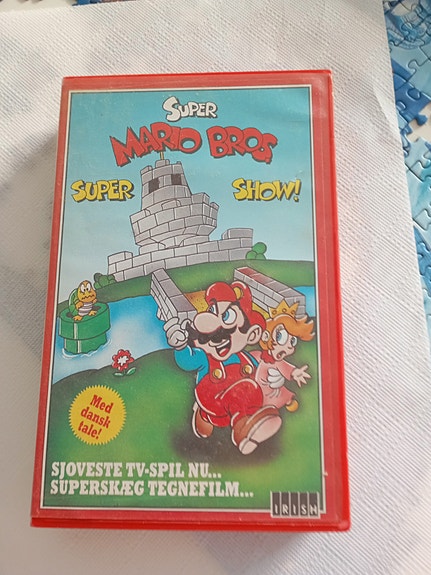 SUPER
MARIO BROS.
SUPER SHOW!
Med
dansk
tale!
SJOVESTE TV-SPIL NU...
SUPERSKÆG TEGNEFILM...
IRISH